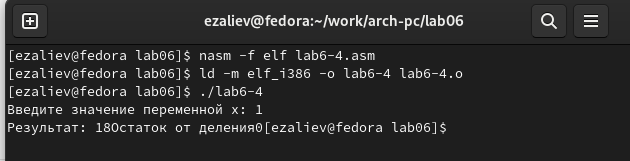 ezaliev@fedora:~/work/arch-pc/lab06
[ezaliev@fedora lab06]$ nasm -f elf lab6-4.asm
[ezaliev@fedora lab06]$ ld -m elf_i386 -o lab6-4 lab6-4.o
[ezaliev@fedora lab06]$ ./lab6-4
Введите значение переменной x: 1
Результат: 18Остаток от деления0[ezaliev@fedora lab06]$